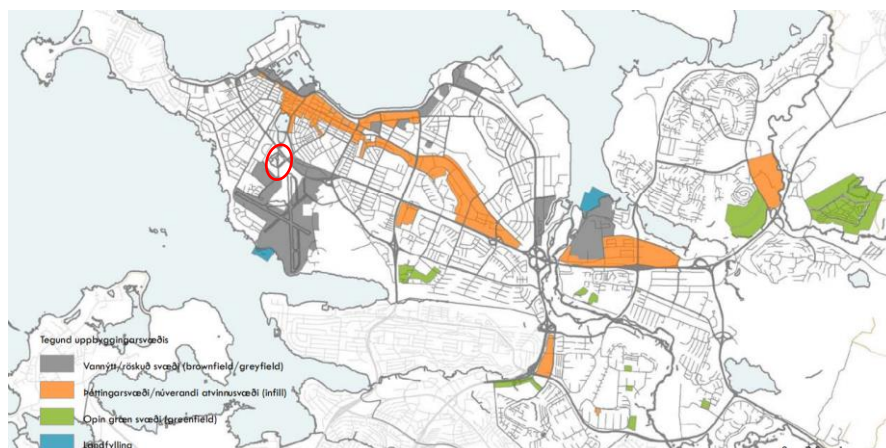 Tegund uppbyggingarsvæðis
Vannýtt/röskuð svæði (brownfield/greyfield)
Þéttingarsvæði/núverandi atvinnusvæði (infill)
Opin græn svæði (greenfield)
Landfylling